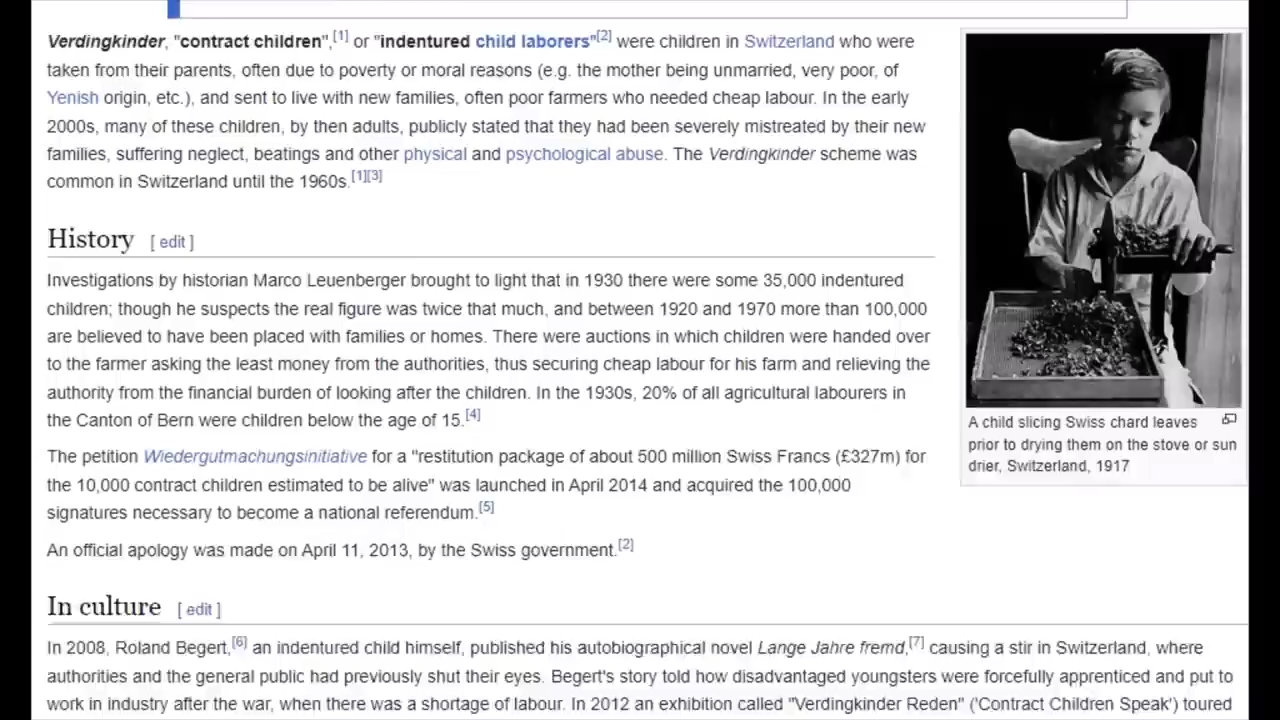 Verdingkinder, "contract children",[1] or "indentured child laborers"[2] were children in Switzerland who were
taken from their parents, often due to poverty or moral reasons (e.g. the mother being unmarried, very poor, of
Yenish origin, etc.), and sent to live with new families, often poor farmers who needed cheap labour. In the early
2000s, many of these children, by then adults, publicly stated that they had been severely mistreated by their new
families, suffering neglect, beatings and other physical and psychological abuse. The Verdingkinder scheme was
common in Switzerland until the 1960s.[1][3]
History [ edit ]
Investigations by historian Marco Leuenberger brought to light that in 1930 there were some 35,000 indentured
children; though he suspects the real figure was twice that much, and between 1920 and 1970 more than 100,000
are believed to have been placed with families or homes. There were auctions in which children were handed over
to the farmer asking the least money from the authorities, thus securing cheap labour for his farm and relieving the
authority from the financial burden of looking after the children. In the 1930s, 20% of all agricultural labourers in
the Canton of Bern were children below the age of 15.[4]
The petition Wiedergutmachungsinitiative for a "restitution package of about 500 million Swiss Francs (£327m) for
the 10,000 contract children estimated to be alive" was launched in April 2014 and acquired the 100,000
signatures necessary to become a national referendum.[5]
An official apology was made on April 11, 2013, by the Swiss government.[2]
A child slicing Swiss chard leaves
prior to drying them on the stove or sun
drier, Switzerland, 1917
In culture [ edit ]
In 2008, Roland Begert,[6] an indentured child himself, published his autobiographical novel Lange Jahre fremd,[7] causing a stir in Switzerland, where
authorities and the general public had previously shut their eyes. Begert's story told how disadvantaged youngsters were forcefully apprenticed and put to
work in industry after the war, when there was a shortage of labour. In 2012 an exhibition called "Verdingkinder Reden" ('Contract Children Speak') toured